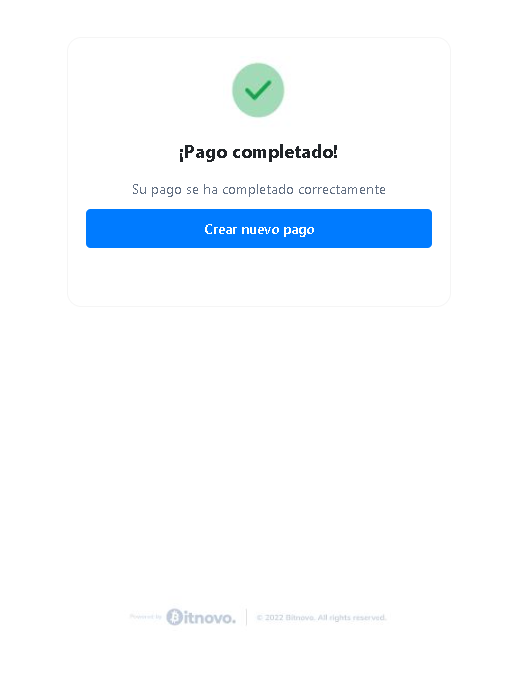 ¡Pago completado!
Su pago se ha completado correctamente
Crear nuevo pago
Powered by Bitnovo. © 2022 Bitnovo. All rights reserved.